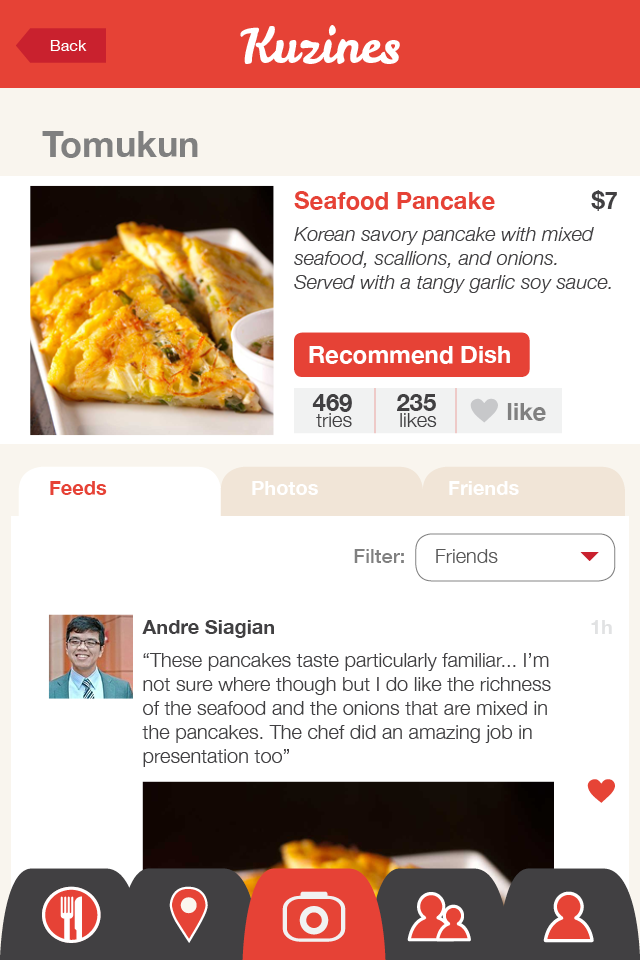 Back
Kuzines
Tomukun
Seafood Pancake
$7
Korean savory pancake with mixed
seafood, scallions, and onions.
Served with a tangy garlic soy sauce.
Recommend Dish
469
tries
235
likes
like
Feeds
Photos
Friends
Filter:
Friends
Andre Siagian
1h
“These pancakes taste particularly familiar... I’m
not sure where though but I do like the richness
of the seafood and the onions that are mixed in
the pancakes. The chef did an amazing job in
presentation too”